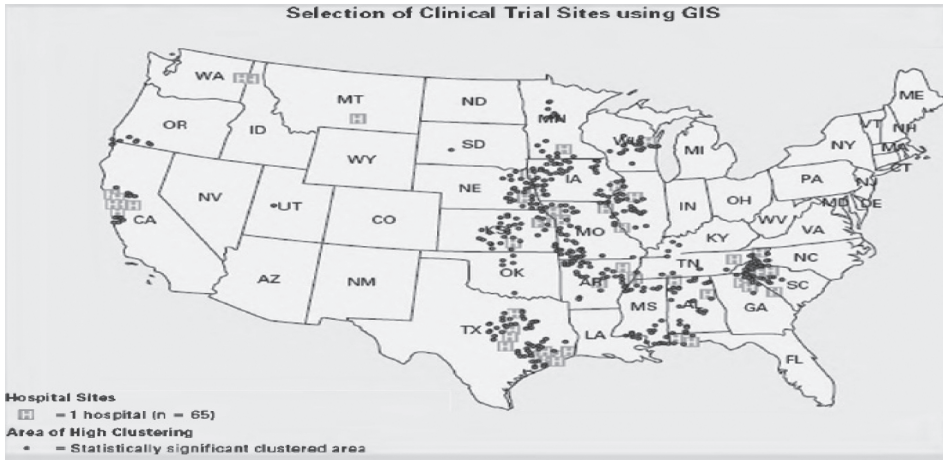 Selection of Clinical Trial Sites using GIS
WA
MT
ND
MN
ME
OR
ID
SD
WI
MI
NY
VT
NH
MA
CT
WY
NE
IA
PA
NJ
NV
UT
CO
IN
OH
MD
DE
CA
MO
KY
WV
VA
AZ
NM
OK
AR
TN
NC
SC
TX
LA
MS
AL
GA
FL
Hospital Sites
H = 1 hospital (n = 65)
Area of High Clustering
• = Statistically significant clustered area